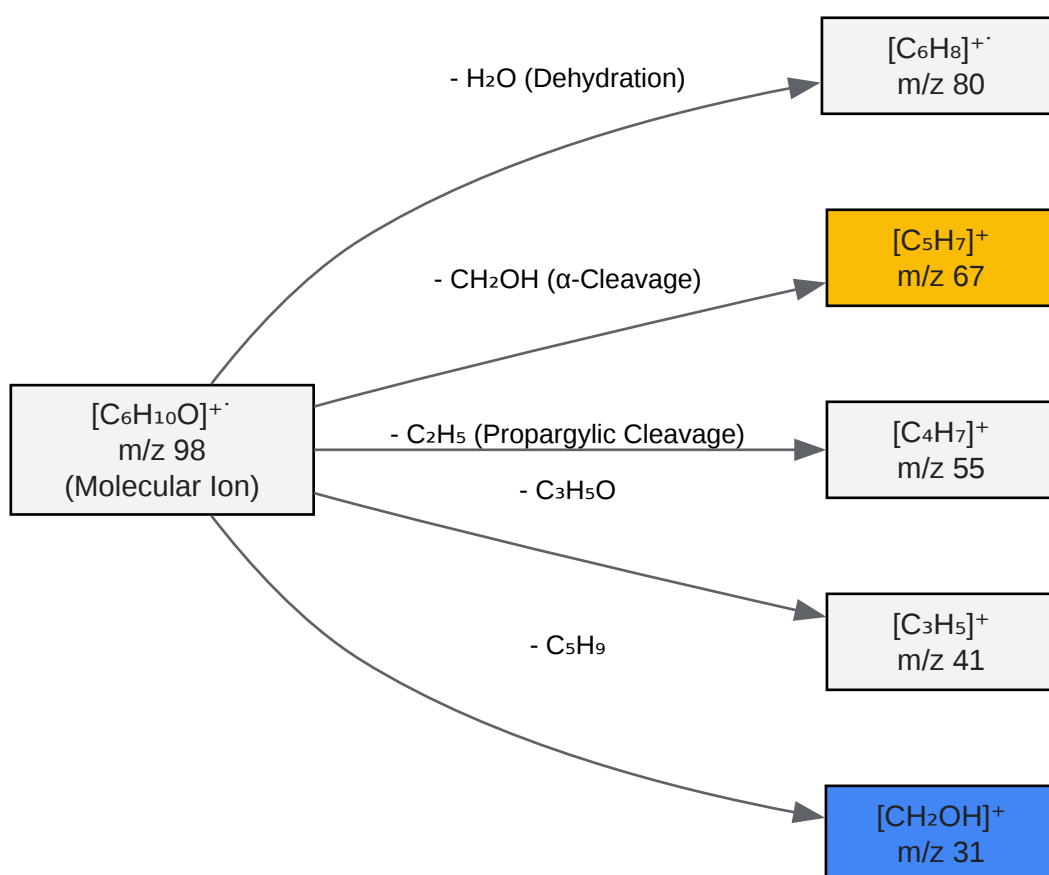 [C₆H₈]⁺˙
m/z 80
- H₂O (Dehydration)
[C₅H₇]⁺
m/z 67
- CH₂OH (α-Cleavage)
[C₆H₁₀O]⁺˙
m/z 98
(Molecular Ion)
- C₂H₅ (Propargylic Cleavage)
[C₄H₇]⁺
m/z 55
- C₃H₅O
[C₃H₅]⁺
m/z 41
- C₅H₉
[CH₂OH]⁺
m/z 31